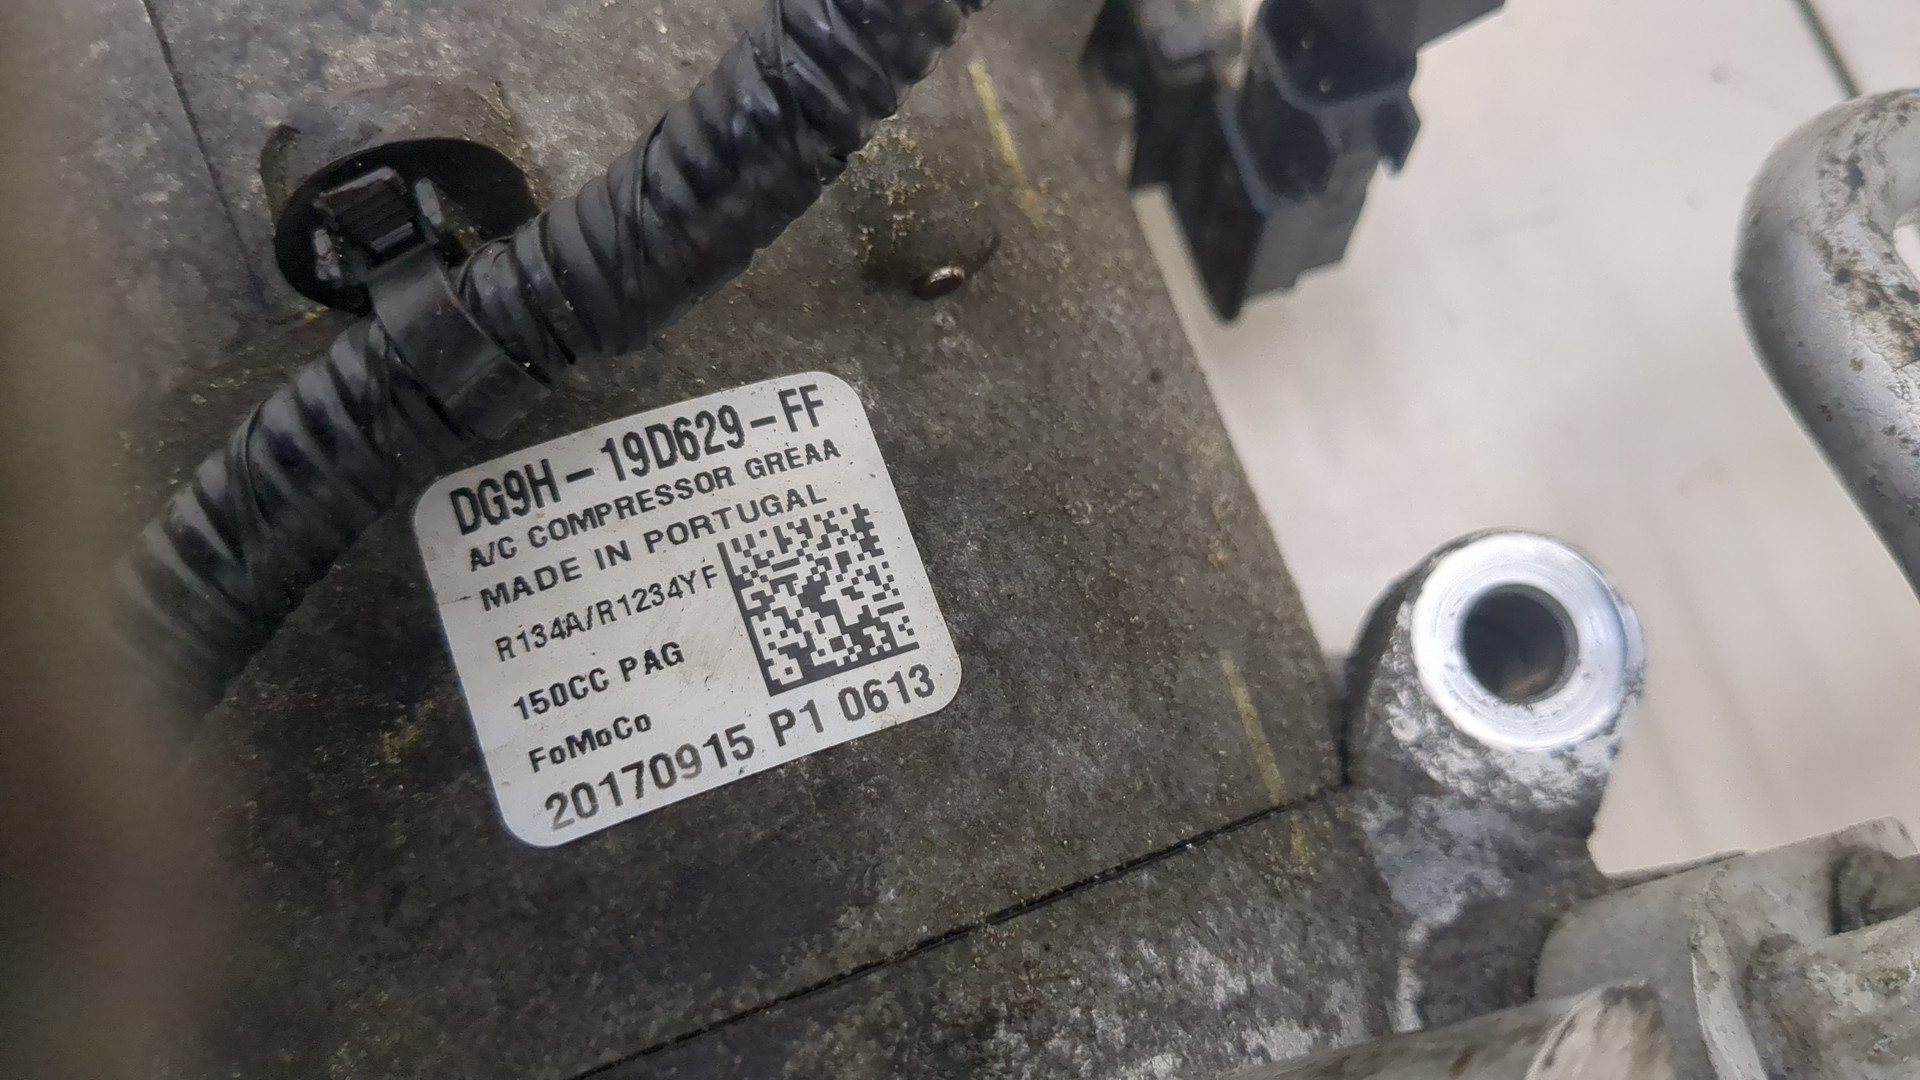 DG9H-19D629-FF
A/C COMPRESSOR GREAA
MADE IN PORTUGAL
R134A/R1234YF
150CC PAG
FoMoCo
20170915 P1 0613